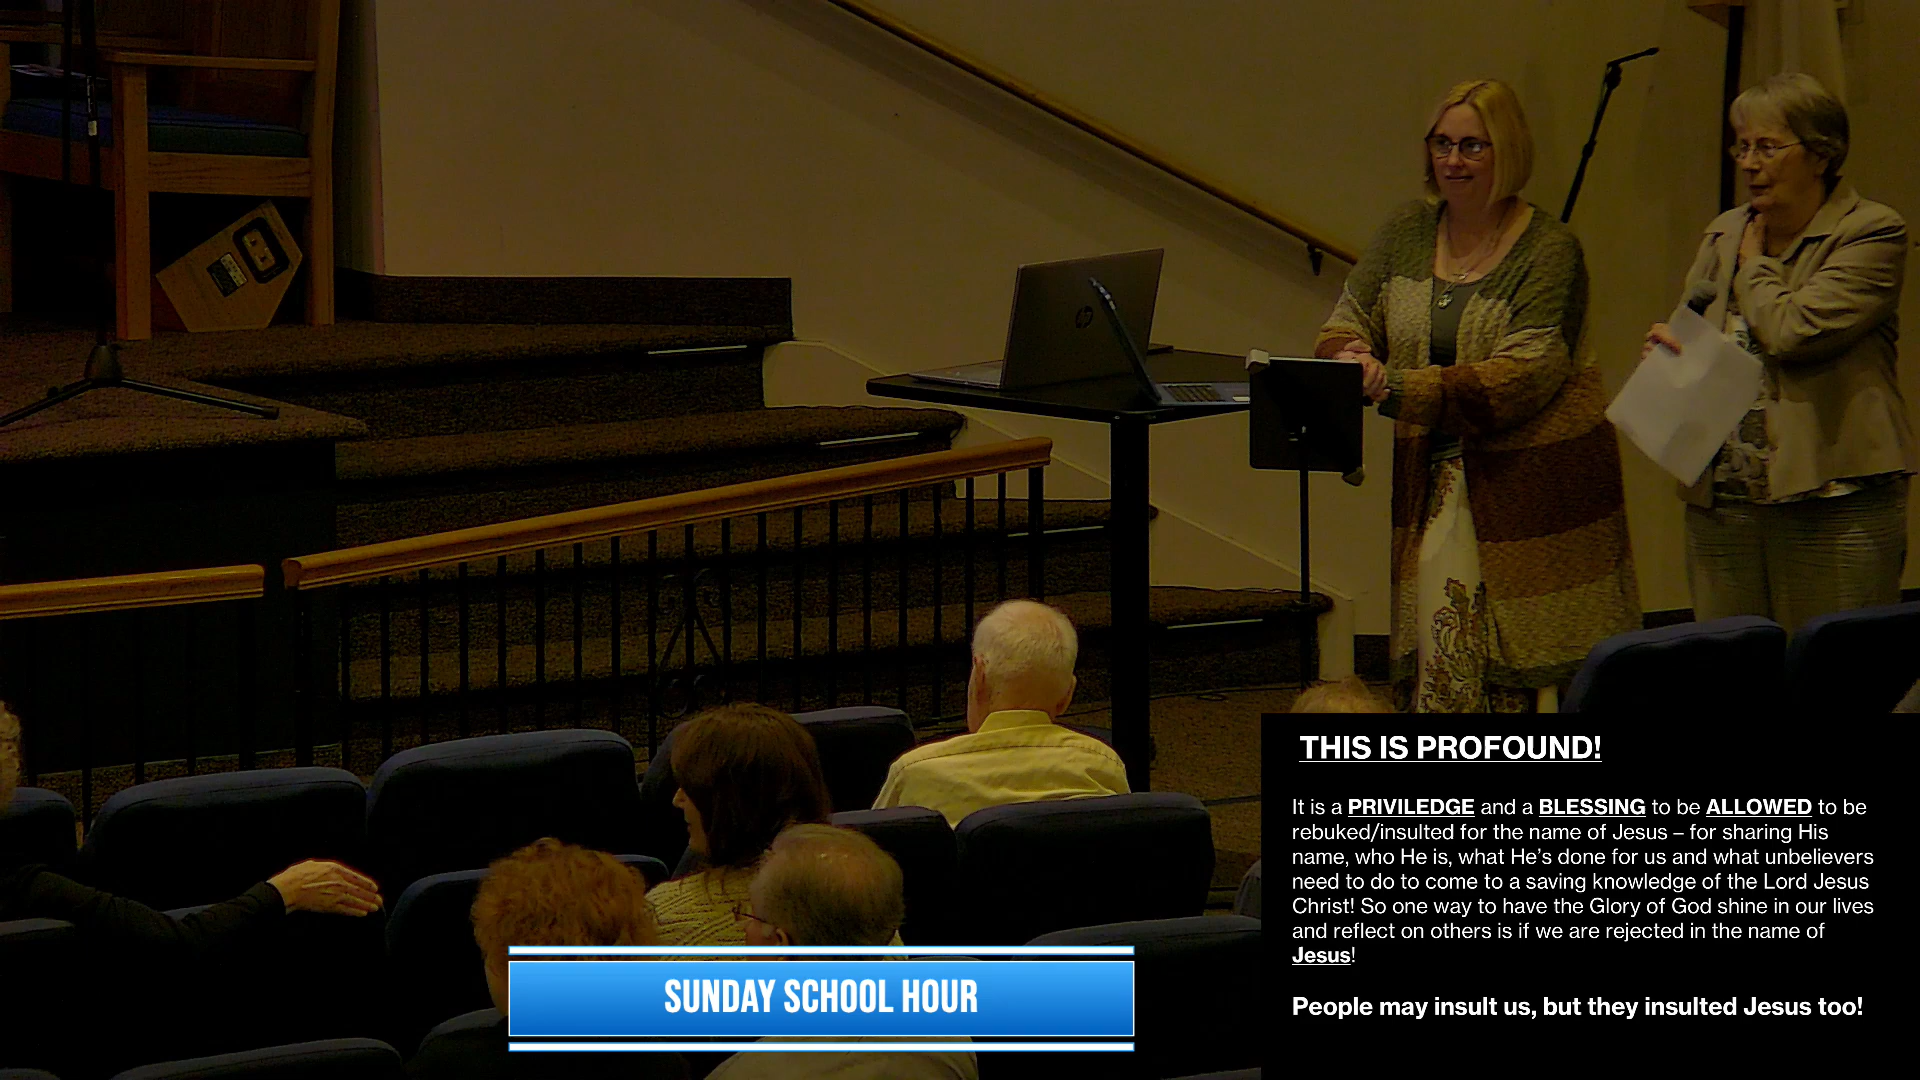 THIS IS PROFOUND!
It is a PRIVILEDGE and a BLESSING to be ALLOWED to be
rebuked/insulted for the name of Jesus – for sharing His
name, who He is, what He's done for us and what unbelievers
need to do to come to a saving knowledge of the Lord Jesus
Christ! So one way to have the Glory of God shine in our lives
and reflect on others is if we are rejected in the name of
Jesus!
People may insult us, but they insulted Jesus too!
SUNDAY SCHOOL HOUR
hp